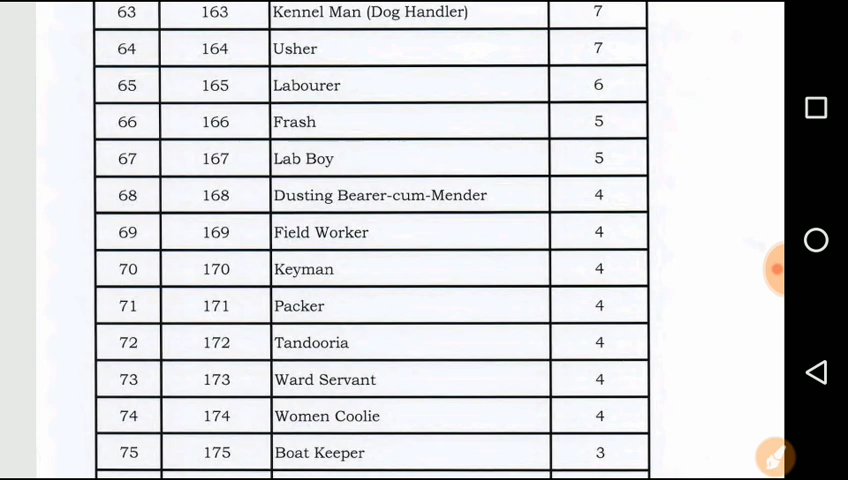 63 163 Kennel Man (Dog Handler) 7
64 164 Usher 7
65 165 Labourer 6
66 166 Frash 5
67 167 Lab Boy 5
68 168 Dusting Bearer-cum-Mender 4
69 169 Field Worker 4
70 170 Keyman 4
71 171 Packer 4
72 172 Tandooria 4
73 173 Ward Servant 4
74 174 Women Coolie 4
75 175 Boat Keeper 3